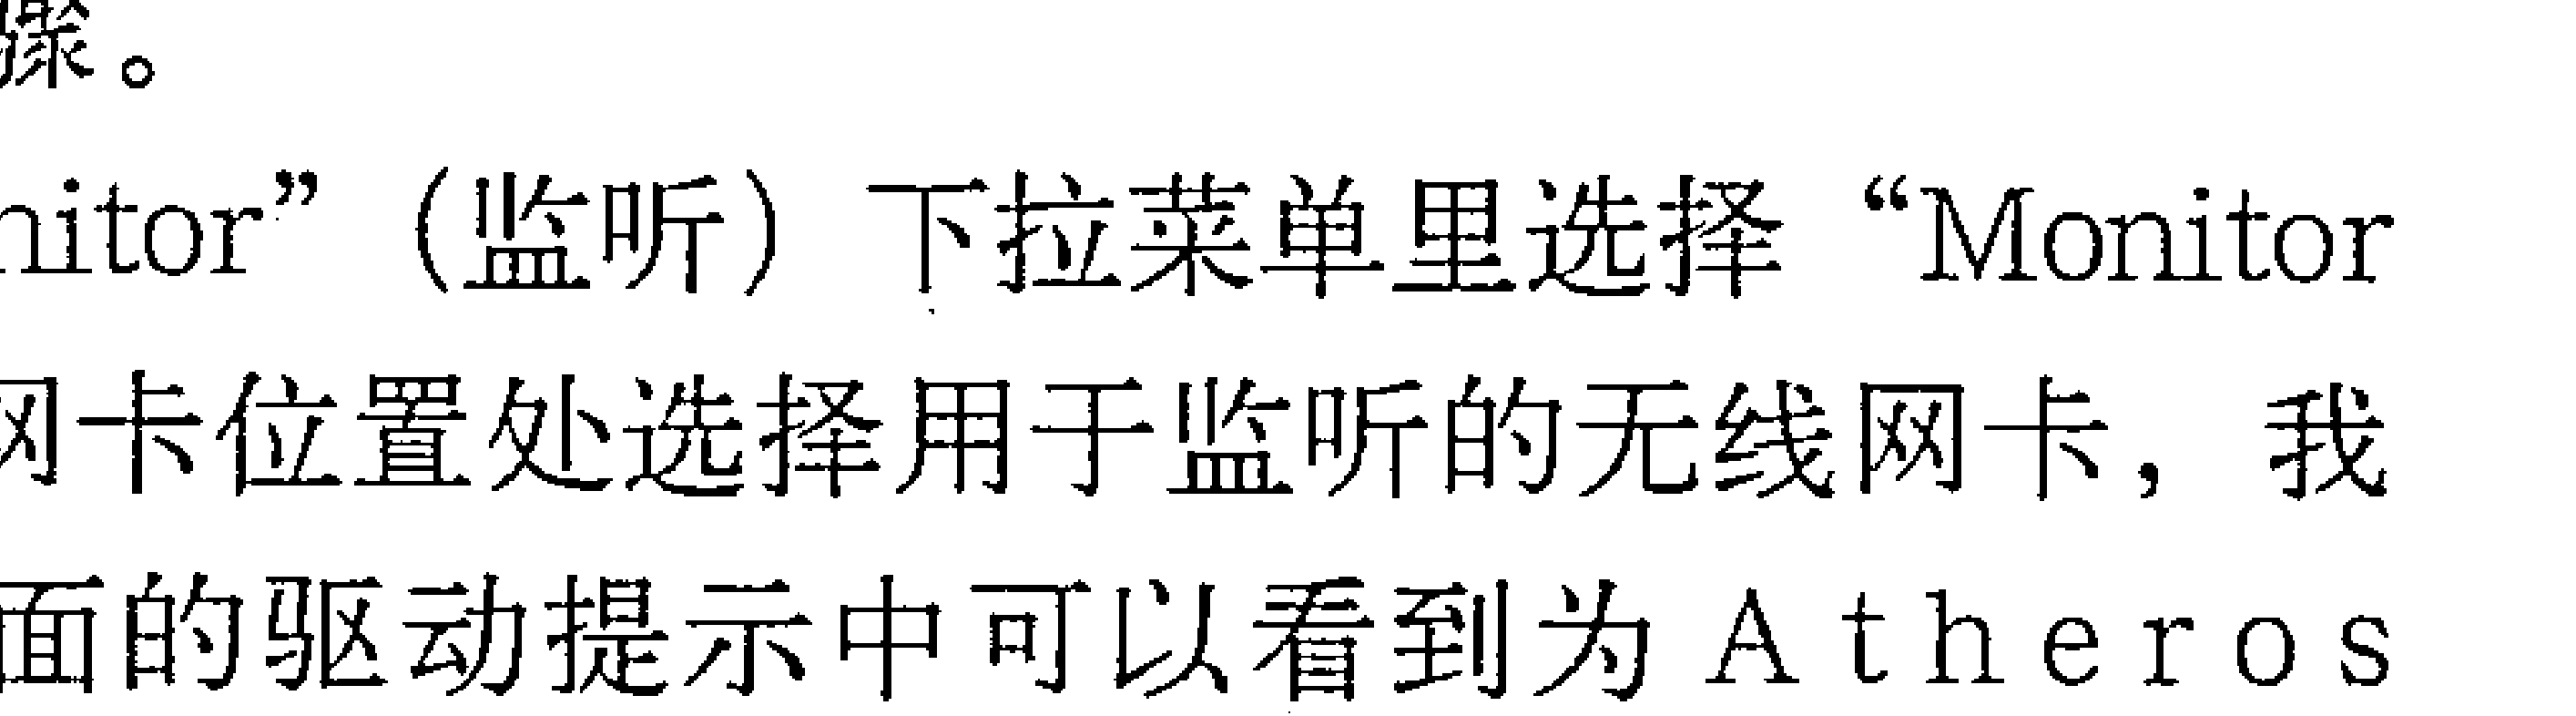 骤。
nitor”（监听）下拉菜单里选择“Monitor
网卡位置处选择用于监听的无线网卡，我
面的驱动提示中可以看到为Atheros